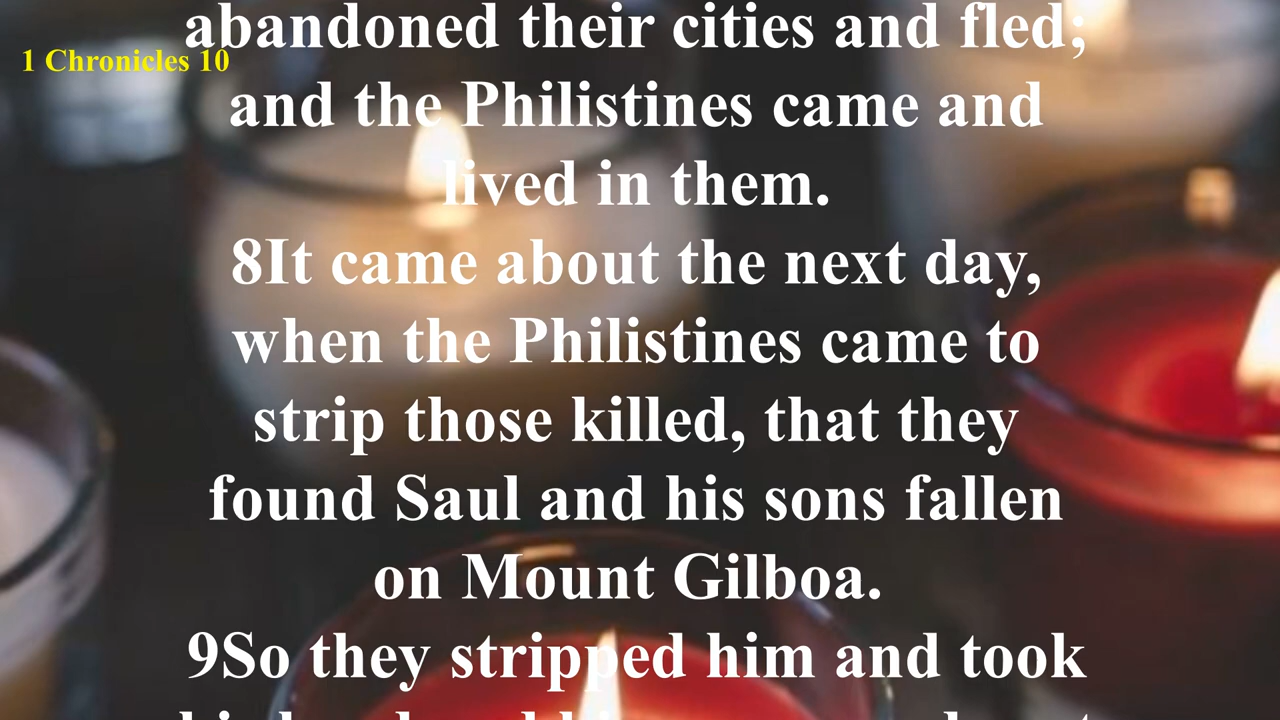 abandoned their cities and fled;
1 Chronicles 10
and the Philistines came and
lived in them.
8It came about the next day,
when the Philistines came to
strip those killed, that they
found Saul and his sons fallen
on Mount Gilboa.
9So they stripped him and took